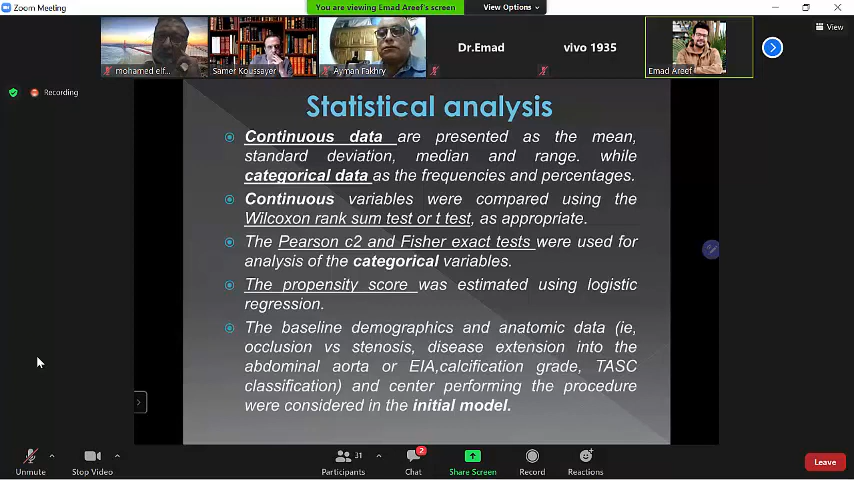 Zoom Meeting
You are viewing Emad Areef's screen
View Options
mohamed elf...
Samer Koussayer
Ayman Fakhry
Dr.Emad
vivo 1935
Emad Areef
View
Recording
Statistical analysis
Continuous data are presented as the mean,
standard deviation, median and range. while
categorical data as the frequencies and percentages.
Continuous variables were compared using the
Wilcoxon rank sum test or t test, as appropriate.
The Pearson c2 and Fisher exact tests were used for
analysis of the categorical variables.
The propensity score was estimated using logistic
regression.
The baseline demographics and anatomic data (ie,
occlusion vs stenosis, disease extension into the
abdominal aorta or EIA,calcification grade, TASC
classification) and center performing the procedure
were considered in the initial model.
31
2
Unmute
Stop Video
Participants
Chat
Share Screen
Record
Reactions
Leave